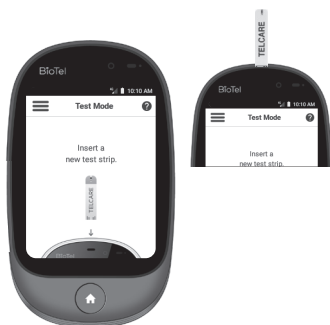 BioTel
10:10 AM
Test Mode
?
Insert a
new test strip.
TELCARE
TELCARE
BioTel
10:10 AM
Test Mode
?
Insert a
new test strip.